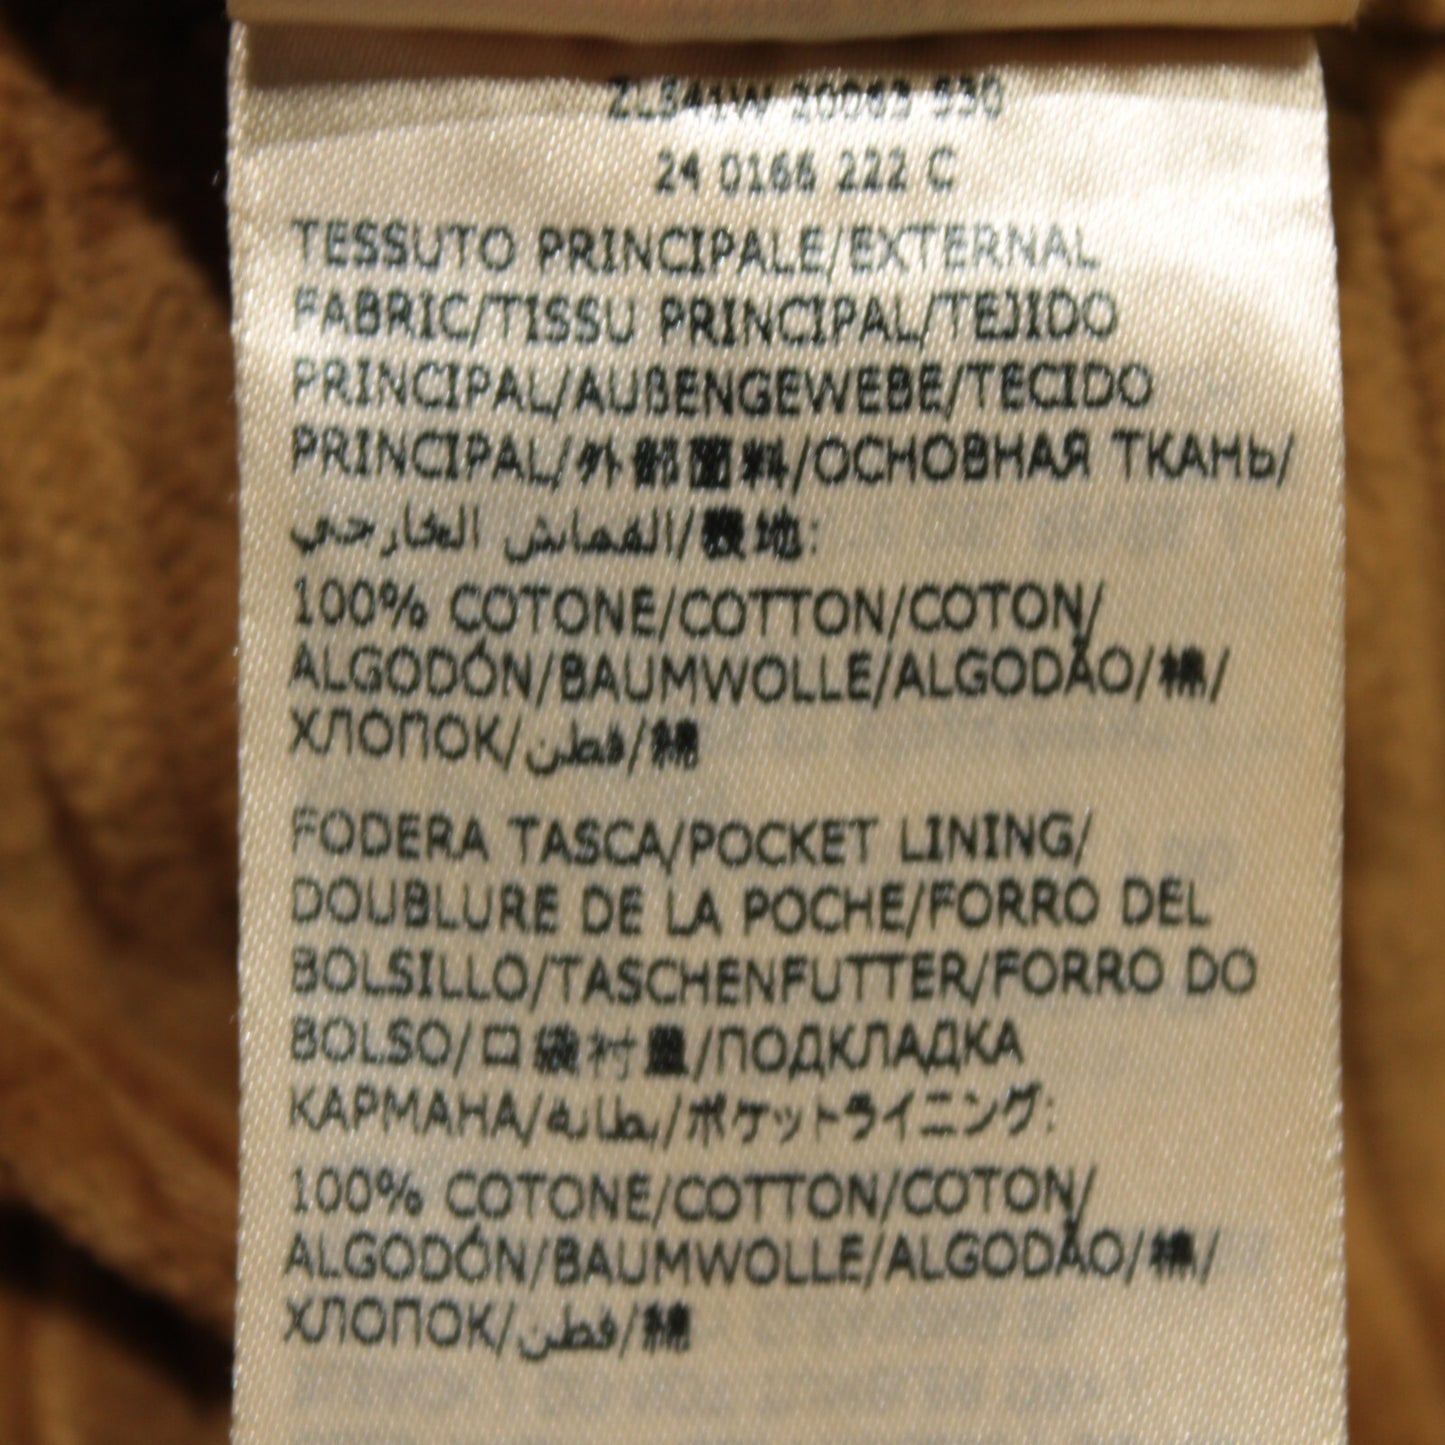 24 0166 222 C
TESSUTO PRINCIPALE/EXTERNAL
FABRIC/TISSU PRINCIPAL/TEJIDO
PRINCIPAL/AUßENGEWEBE/TECIDO
PRINCIPAL/外部面料/ОСНОВНАЯ ТКАНЬ/
القماش الخارجي/表地:
100% COTONE/COTTON/COTON/
ALGODÓN/BAUMWOLLE/ALGODÃO/棉/
ХЛОПОК/قطن/綿
FODERA TASCA/POCKET LINING/
DOUBLURE DE LA POCHE/FORRO DEL
BOLSILLO/TASCHENFUTTER/FORRO DO
BOLSO/口袋衬里/ПОДКЛАДКА
КАРМАНА/بطانة/ポケットライニング:
100% COTONE/COTTON/COTON/
ALGODÓN/BAUMWOLLE/ALGODÃO/棉/
ХЛОПОК/قطن/綿